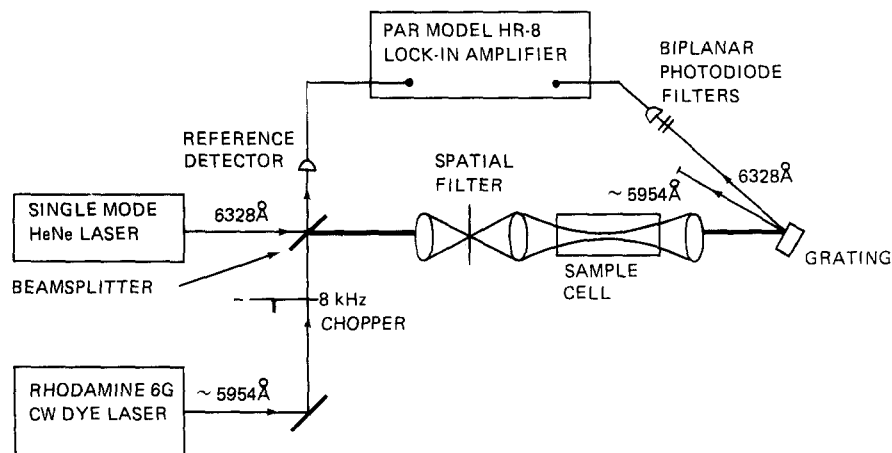 PAR MODEL HR-8
LOCK-IN AMPLIFIER
BIPLANAR
PHOTODIODE
FILTERS
REFERENCE
DETECTOR
SPATIAL
FILTER
6328Å
~ 5954Å
SINGLE MODE
HeNe LASER
6328Å
BEAMSPLITTER
SAMPLE
CELL
GRATING
8 kHz
CHOPPER
RHODAMINE 6G
CW DYE LASER
~ 5954Å